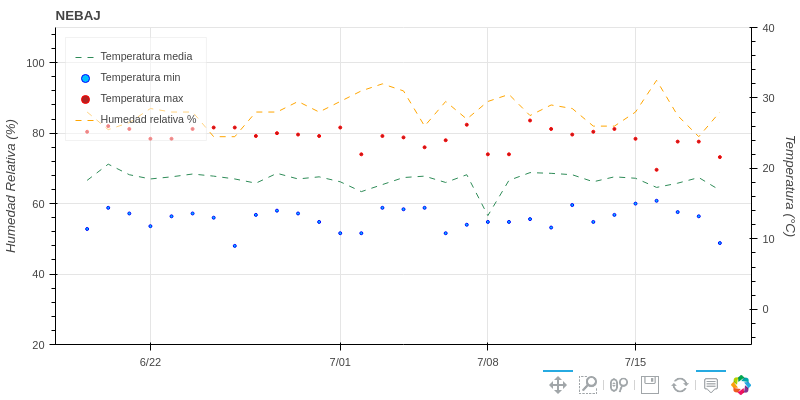 NEBAJ
Temperatura media
Temperatura min
Temperatura max
Humedad relativa %
Humedad Relativa (%)
100
80
60
40
20
Temperatura (°C)
40
30
20
10
0
6/22
7/01
7/08
7/15